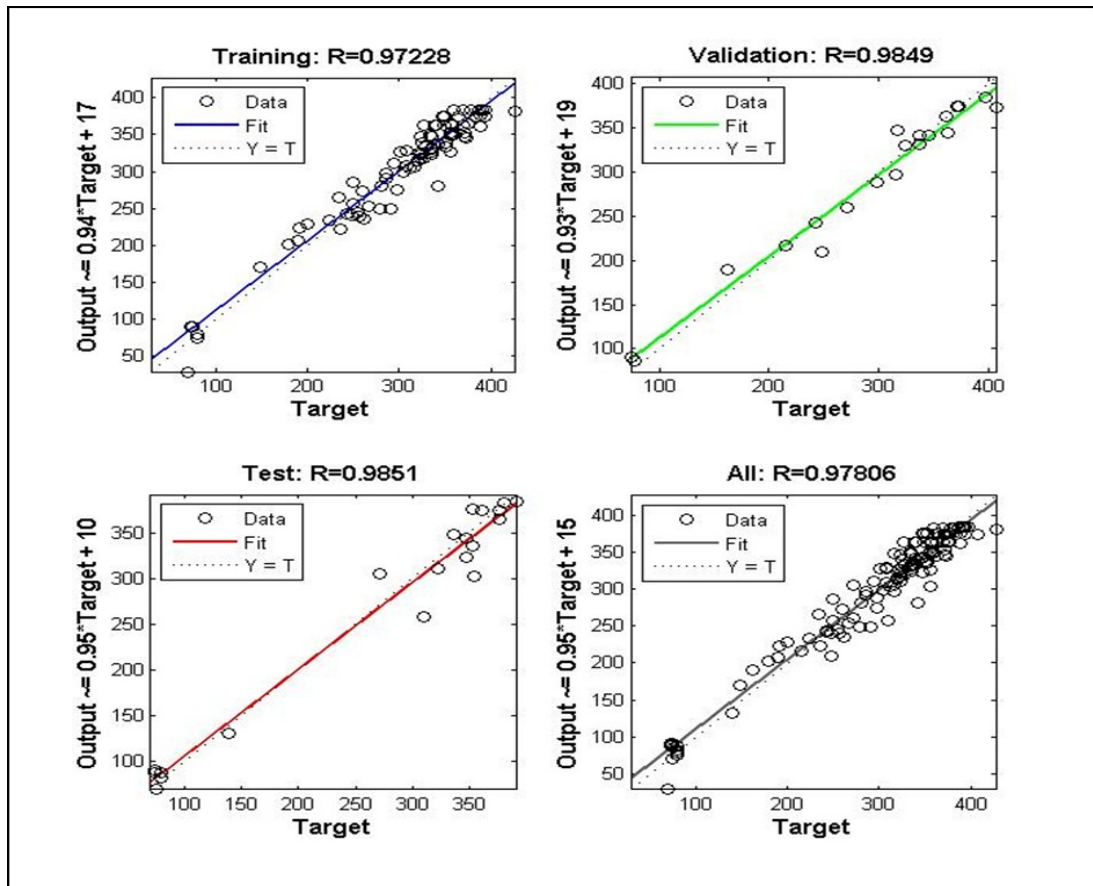 Training: R=0.97228
Output ~= 0.94*Target + 17
400
350
300
250
200
150
100
50
Data
Fit
Y = T
100
200
300
400
Target
Validation: R=0.9849
Output ~= 0.93*Target + 19
400
350
300
250
200
150
100
Data
Fit
Y = T
100
200
300
400
Target
Test: R=0.9851
Output ~= 0.95*Target + 10
350
300
250
200
150
100
Data
Fit
Y = T
100
150
200
250
300
350
Target
All: R=0.97806
Output ~= 0.95*Target + 15
400
350
300
250
200
150
100
50
Data
Fit
Y = T
100
200
300
400
Target